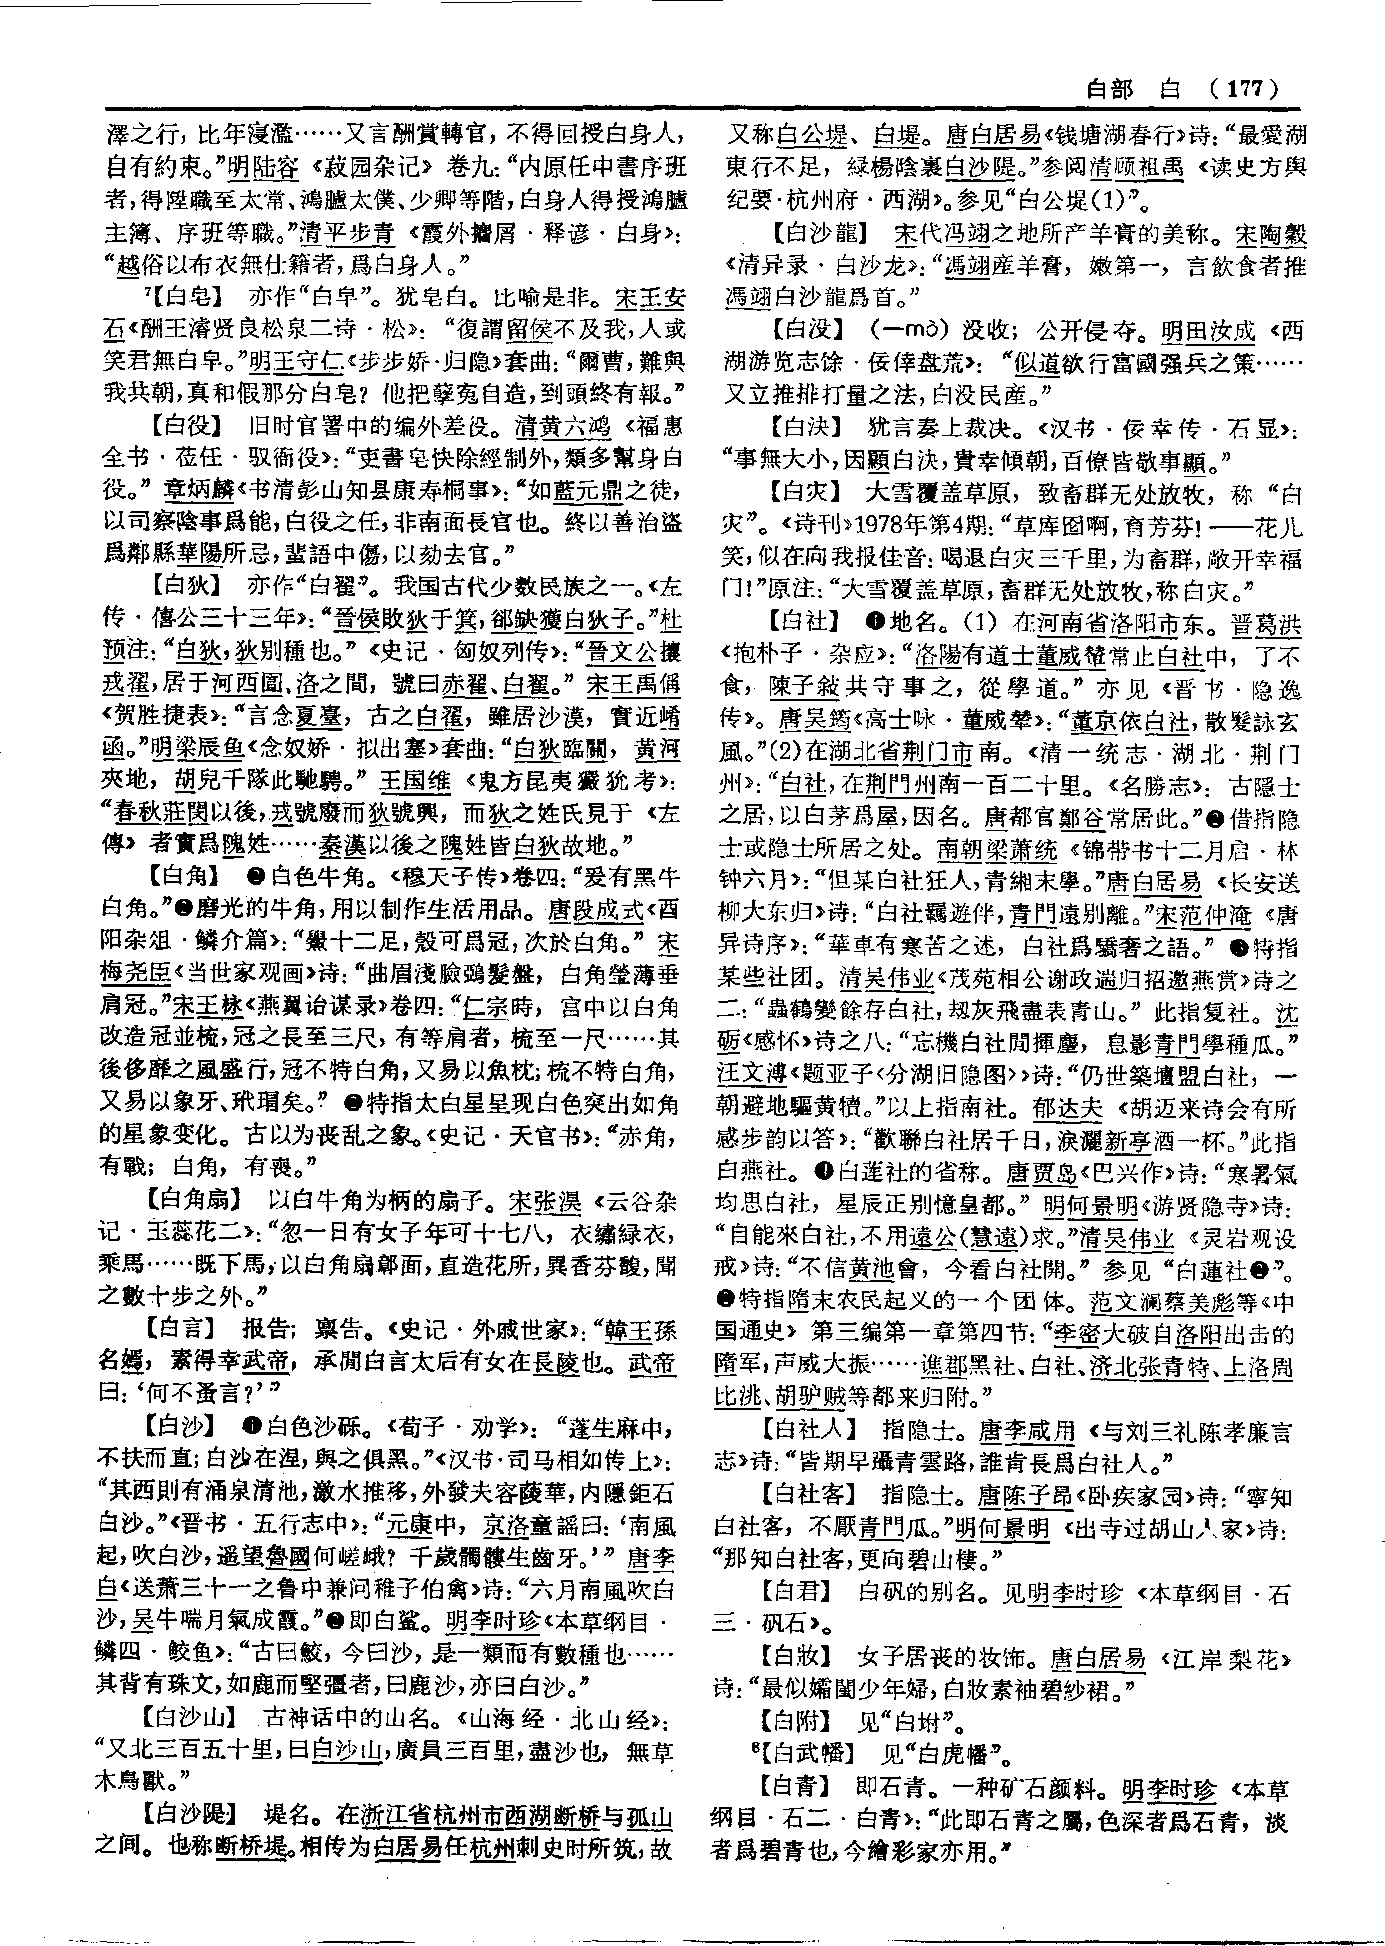 白部 白 (177)
澤之行，比年寖濫……又言酬賞轉官，不得回授白身人，
自有約束。”明陆容《菽园杂记》卷九：“内原任中書序班
者，得陞職至太常、鴻臚太僕、少卿等階，白身人得授鴻臚
主簿、序班等職。”清平步青《霞外攟屑·释谚·白身》：
“越俗以布衣無仕籍者，爲白身人。”
7【白皂】 亦作“白皁”。犹皂白。比喻是非。宋王安
石《酬王濬贤良松泉二诗·松》：“復謂留侯不及我，人或
笑君無白皁。”明王守仁《步步娇·归隐》套曲：“爾曹，難與
我共朝，真和假那分白皂？他把孽冤自造，到頭終有報。”
【白役】 旧时官署中的编外差役。清黄六鸿《福惠
全书·莅任·驭衙役》：“吏書皂快除經制外，類多幫身白
役。”章炳麟《书清彭山知县康寿桐事》：“如藍元鼎之徒，
以司察陰事爲能，白役之任，非南面長官也。終以善治盜
爲鄰縣華陽所忌，蜚語中傷，以劾去官。”
【白狄】 亦作“白翟”。我国古代少数民族之一。《左
传·僖公三十三年》：“晉侯敗狄于箕，郤缺獲白狄子。”杜
预注：“白狄，狄别種也。”《史记·匈奴列传》：“晉文公攘
戎翟，居于河西圁、洛之間，號曰赤翟、白翟。”宋王禹偁
《贺胜捷表》：“言念夏臺，古之白翟，雖居沙漠，實近崤
函。”明梁辰鱼《念奴娇·拟出塞》套曲：“白狄臨關，黄河
夾地，胡兒千隊此馳騁。”王国维《鬼方昆夷玁狁考》：
“春秋莊閔以後，戎號廢而狄號興，而狄之姓氏見于《左
傳》者實爲隗姓……秦漢以後之隗姓皆白狄故地。”
【白角】 ❶白色牛角。《穆天子传》卷四：“爰有黑牛
白角。”❷磨光的牛角，用以制作生活用品。唐段成式《酉
阳杂俎·鳞介篇》：“鱟十二足，殻可爲冠，次於白角。”宋
梅尧臣《当世家观画》诗：“曲眉淺臉鵶髮盤，白角瑩薄垂
肩冠。”宋王栐《燕翼诒谋录》卷四：“仁宗時，宫中以白角
改造冠並梳，冠之長至三尺，有等肩者，梳至一尺……其
後侈靡之風盛行，冠不特白角，又易以魚枕；梳不特白角，
又易以象牙、玳瑁矣。”❸特指太白星呈现白色突出如角
的星象变化。古以为丧乱之象。《史记·天官书》：“赤角，
有戰；白角，有喪。”
【白角扇】 以白牛角为柄的扇子。宋张淏《云谷杂
记·玉蕊花二》：“忽一日有女子年可十七八，衣繡緑衣，
乘馬……既下馬，以白角扇鄣面，直造花所，異香芬馥，聞
之數十步之外。”
【白言】 报告；禀告。《史记·外戚世家》：“韓王孫
名嫣，素得幸武帝，承閒白言太后有女在長陵也。武帝
曰：‘何不蚤言？’”
【白沙】 ❶白色沙砾。《荀子·劝学》：“蓬生麻中，
不扶而直；白沙在涅，與之俱黑。”《汉书·司马相如传上》：
“其西則有涌泉清池，激水推移，外發夫容蔆華，内隱鉅石
白沙。”《晋书·五行志中》：“元康中，京洛童謡曰：‘南風
起，吹白沙，遥望魯國何嵯峨？千歲髑髏生齒牙。’”唐李
白《送萧三十一之鲁中兼问稚子伯禽》诗：“六月南風吹白
沙，吴牛喘月氣成霞。”❷即白鲨。明李时珍《本草纲目·
鳞四·鲛鱼》：“古曰鮫，今曰沙，是一類而有數種也……
其背有珠文，如鹿而堅彊者，曰鹿沙，亦曰白沙。”
【白沙山】 古神话中的山名。《山海经·北山经》：
“又北三百五十里，曰白沙山，廣員三百里，盡沙也，無草
木鳥獸。”
【白沙隄】 堤名。在浙江省杭州市西湖断桥与孤山
之间。也称断桥堤。相传为白居易任杭州刺史时所筑，故
又称白公堤、白堤。唐白居易《钱塘湖春行》诗：“最愛湖
東行不足，緑楊陰裏白沙隄。”参阅清顾祖禹《读史方舆
纪要·杭州府·西湖》。参见“白公堤(1)”。
【白沙龍】 宋代冯翊之地所产羊膏的美称。宋陶穀
《清异录·白沙龙》：“馮翊産羊膏，嫩第一，言飲食者推
馮翊白沙龍爲首。”
【白没】 (一mò) 没收；公开侵夺。明田汝成《西
湖游览志馀·佞倖盘荒》：“似道欲行富國强兵之策……
又立推排打量之法，白没民産。”
【白決】 犹言奏上裁决。《汉书·佞幸传·石显》：
“事無大小，因顯白決，貴幸傾朝，百僚皆敬事顯。”
【白灾】 大雪覆盖草原，致畜群无处放牧，称“白
灾”。《诗刊》1978年第4期：“草库囵啊，育芳芬！——花儿
笑，似在向我报佳音：喝退白灾三千里，为畜群，敞开幸福
门！”原注：“大雪覆盖草原，畜群无处放牧，称白灾。”
【白社】 ❶地名。(1) 在河南省洛阳市东。晋葛洪
《抱朴子·杂应》：“洛陽有道士董威輦常止白社中，了不
食，陳子敍共守事之，從學道。”亦见《晋书·隐逸
传》。唐吴筠《高士咏·董威辇》：“董京依白社，散髮詠玄
風。”(2)在湖北省荆门市南。《清一统志·湖北·荆门
州》：“白社，在荆門州南一百二十里。《名勝志》：古隱士
之居，以白茅爲屋，因名。唐都官鄭谷常居此。”❷借指隐
士或隐士所居之处。南朝梁萧统《锦带书十二月启·林
钟六月》：“但某白社狂人，青緗末學。”唐白居易《长安送
柳大东归》诗：“白社羈遊伴，青門遠别離。”宋范仲淹《唐
异诗序》：“華車有寒苦之述，白社爲驕奢之語。”❸特指
某些社团。清吴伟业《茂苑相公谢政遄归招邀燕赏》诗之
二：“蟲鶴變餘存白社，刼灰飛盡表青山。”此指复社。沈
砺《感怀》诗之八：“忘機白社閒揮麈，息影青門學種瓜。”
汪文溥《题亚子〈分湖旧隐图〉》诗：“仍世築壇盟白社，一
朝避地驅黄犢。”以上指南社。郁达夫《胡迈来诗会有所
感步韵以答》：“歡聯白社居千日，淚灑新亭酒一杯。”此指
白燕社。❹白莲社的省称。唐贾岛《巴兴作》诗：“寒暑氣
均思白社，星辰正别憶皇都。”明何景明《游贤隐寺》诗：
“自能來白社，不用遠公(慧遠)求。”清吴伟业《灵岩观设
戒》诗：“不信黄池會，今看白社開。”参见“白蓮社❶”。
❺特指隋末农民起义的一个团体。范文澜蔡美彪等《中
国通史》第三编第一章第四节：“李密大破自洛阳出击的
隋军，声威大振……谯郡黑社、白社、济北张青特、上洛周
比洮、胡驴贼等都来归附。”
【白社人】 指隐士。唐李咸用《与刘三礼陈孝廉言
志》诗：“皆期早躡青雲路，誰肯長爲白社人。”
【白社客】 指隐士。唐陈子昂《卧疾家园》诗：“寧知
白社客，不厭青門瓜。”明何景明《出寺过胡山人家》诗：
“那知白社客，更向碧山棲。”
【白君】 白矾的别名。见明李时珍《本草纲目·石
三·矾石》。
【白妝】 女子居丧的妆饰。唐白居易《江岸梨花》
诗：“最似孀閨少年婦，白妝素袖碧紗裙。”
【白附】 见“白坿”。
8【白武幡】 见“白虎幡”。
【白青】 即石青。一种矿石颜料。明李时珍《本草
纲目·石二·白青》：“此即石青之屬，色深者爲石青，淡
者爲碧青也，今繪彩家亦用。”